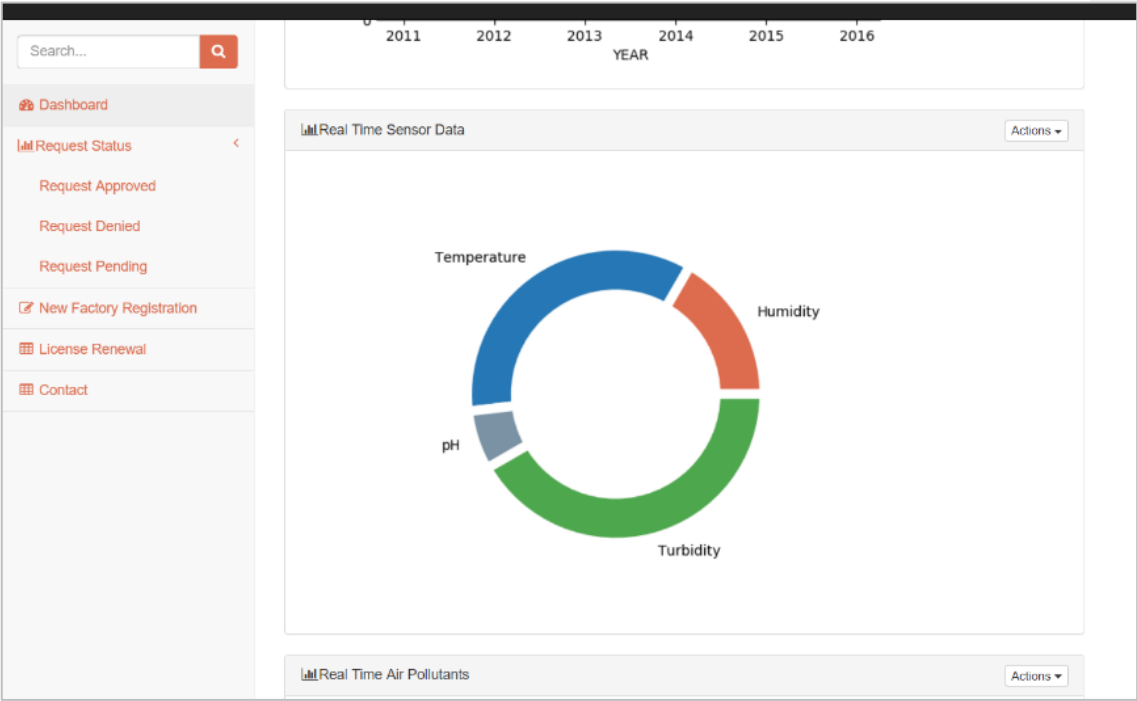 Search...
Dashboard
Request Status
Request Approved
Request Denied
Request Pending
New Factory Registration
License Renewal
Contact
0
2011 2012 2013 2014 2015 2016
YEAR
Real TIme Sensor Data
Actions
Temperature
Humidity
pH
Turbidity
Real Time Air Pollutants
Actions